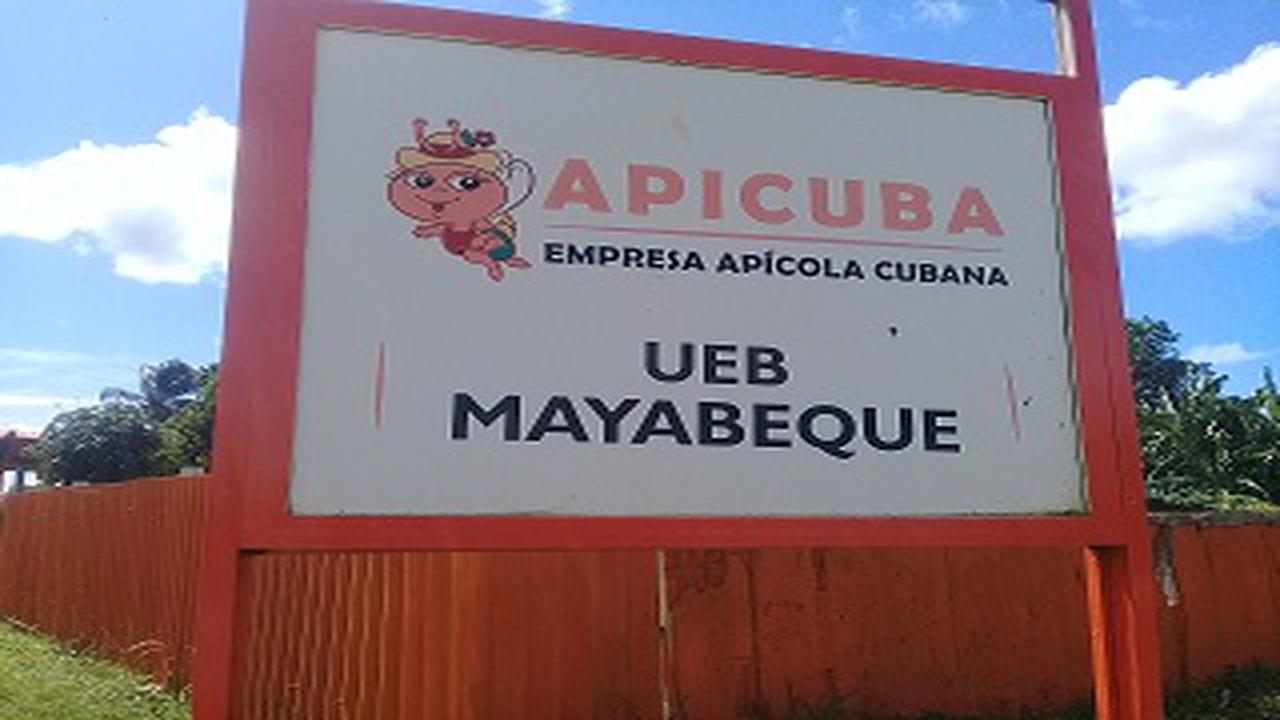 APICUBA
EMPRESA APÍCOLA CUBANA
UEB
MAYABEQUE